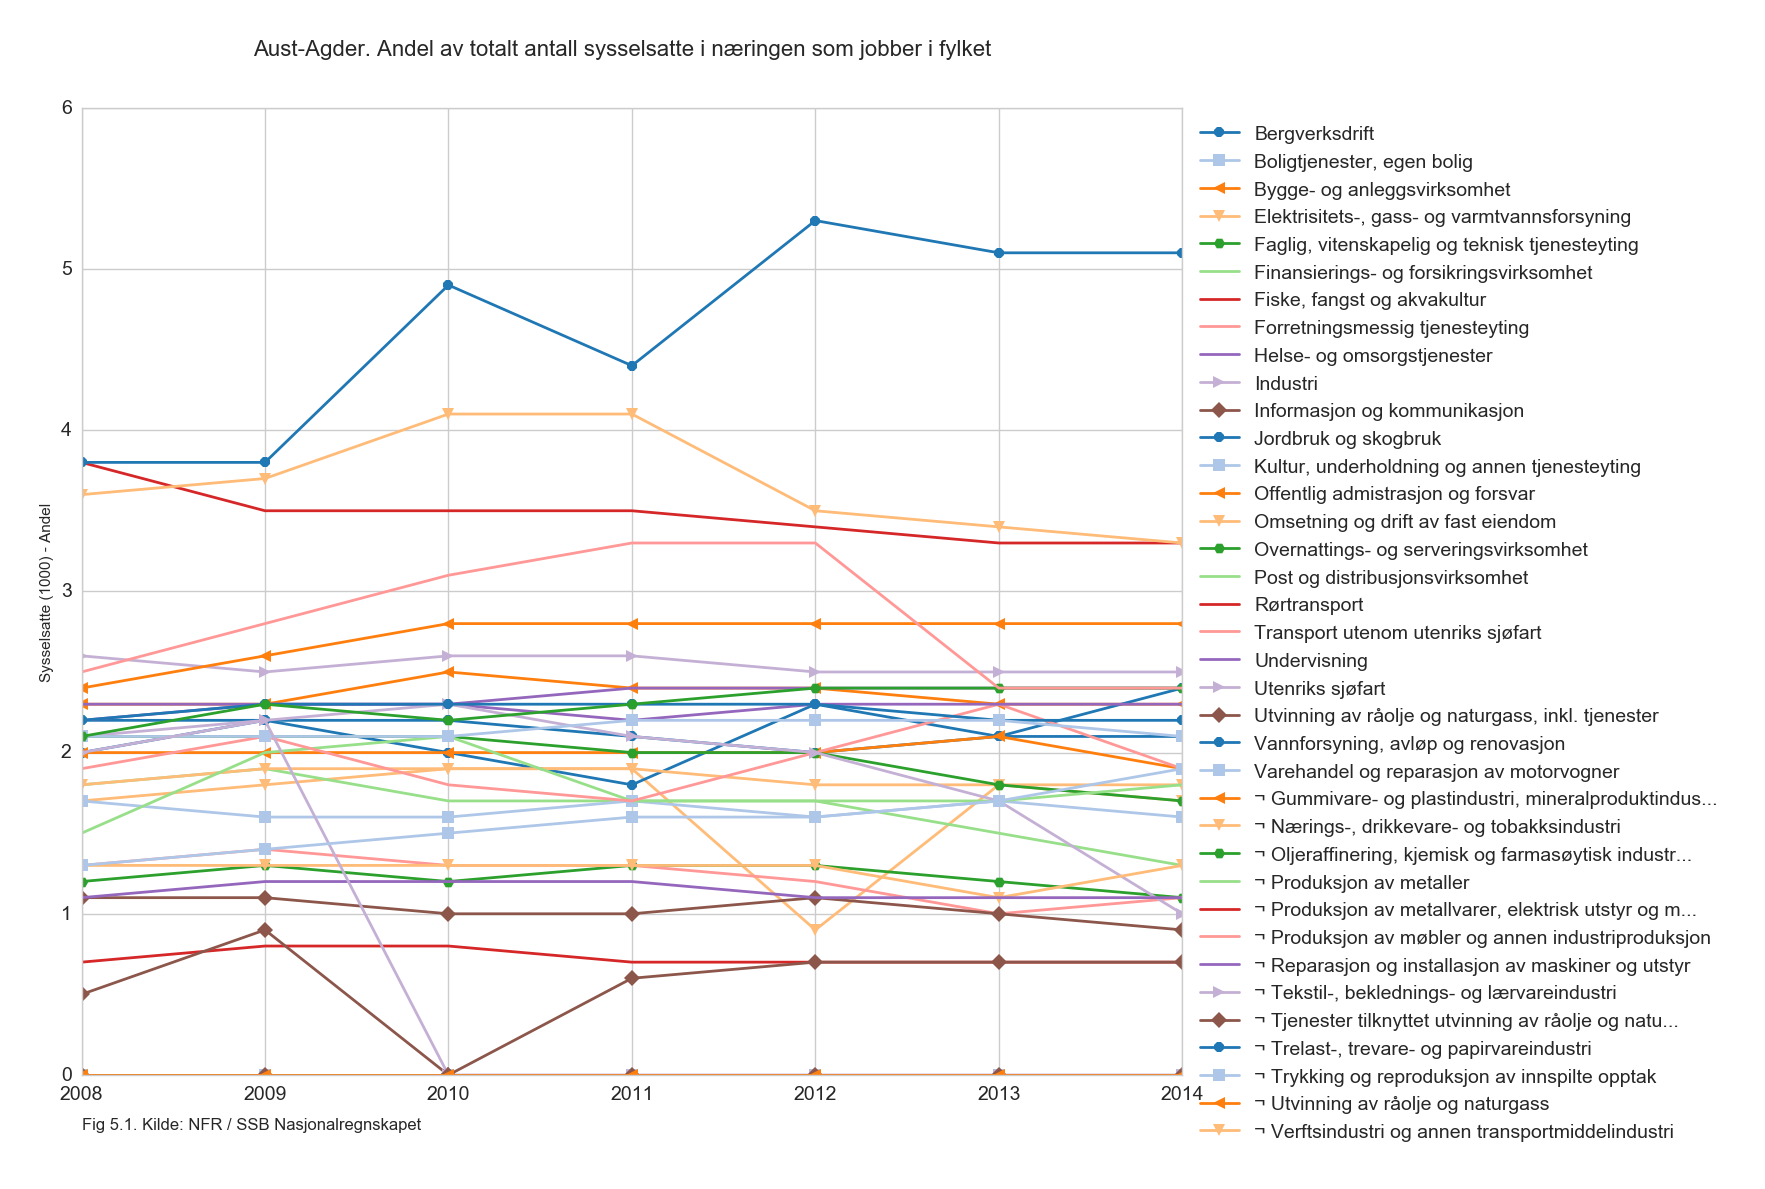 Aust-Agder. Andel av totalt antall sysselsatte i næringen som jobber i fylket
6
5
4
3
2
1
0
Sysselsatte (1000) - Andel
2008 2009 2010 2011 2012 2013 2014
Fig 5.1. Kilde: NFR / SSB Nasjonalregnskapet
Bergverksdrift
Boligtjenester, egen bolig
Bygge- og anleggsvirksomhet
Elektrisitets-, gass- og varmtvannsforsyning
Faglig, vitenskapelig og teknisk tjenesteyting
Finansierings- og forsikringsvirksomhet
Fiske, fangst og akvakultur
Forretningsmessig tjenesteyting
Helse- og omsorgstjenester
Industri
Informasjon og kommunikasjon
Jordbruk og skogbruk
Kultur, underholdning og annen tjenesteyting
Offentlig admistrasjon og forsvar
Omsetning og drift av fast eiendom
Overnattings- og serveringsvirksomhet
Post og distribusjonsvirksomhet
Rørtransport
Transport utenom utenriks sjøfart
Undervisning
Utenriks sjøfart
Utvinning av råolje og naturgass, inkl. tjenester
Vannforsyning, avløp og renovasjon
Varehandel og reparasjon av motorvogner
¬ Gummivare- og plastindustri, mineralproduktindus...
¬ Nærings-, drikkevare- og tobakksindustri
¬ Oljeraffinering, kjemisk og farmasøytisk industr...
¬ Produksjon av metaller
¬ Produksjon av metallvarer, elektrisk utstyr og m...
¬ Produksjon av møbler og annen industriproduksjon
¬ Reparasjon og installasjon av maskiner og utstyr
¬ Tekstil-, beklednings- og lærvareindustri
¬ Tjenester tilknyttet utvinning av råolje og natu...
¬ Trelast-, trevare- og papirvareindustri
¬ Trykking og reproduksjon av innspilte opptak
¬ Utvinning av råolje og naturgass
¬ Verftsindustri og annen transportmiddelindustri